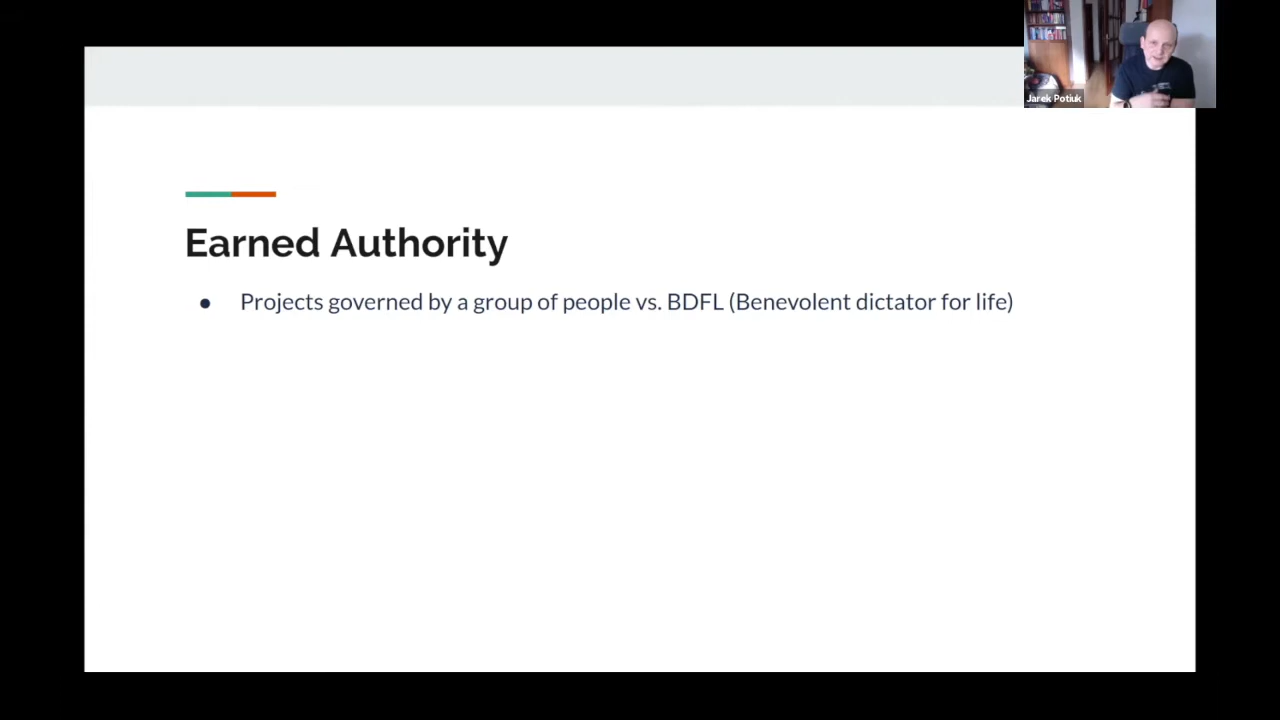 Jarek Potiuk
Earned Authority
● Projects governed by a group of people vs. BDFL (Benevolent dictator for life)